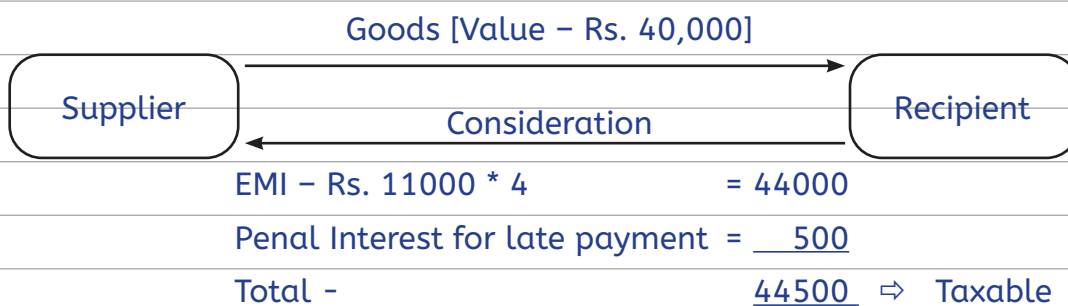 Goods [Value – Rs. 40,000]
Supplier
Recipient
Consideration
EMI – Rs. 11000 * 4 = 44000
Penal Interest for late payment = 500
Total - 44500 ⇨ Taxable